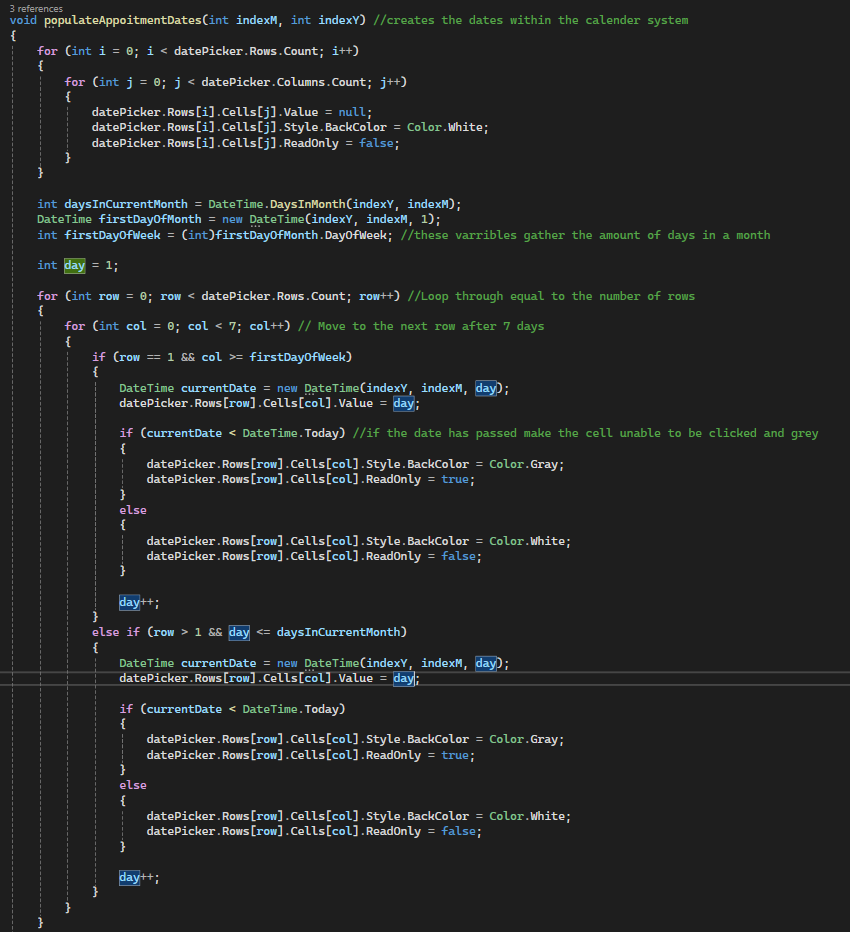 3 references
void populateAppoitmentDates(int indexM, int indexY) //creates the dates within the calender system
{
for (int i = 0; i < datePicker.Rows.Count; i++)
{
for (int j = 0; j < datePicker.Columns.Count; j++)
{
datePicker.Rows[i].Cells[j].Value = null;
datePicker.Rows[i].Cells[j].Style.BackColor = Color.White;
datePicker.Rows[i].Cells[j].ReadOnly = false;
}
}
int daysInCurrentMonth = DateTime.DaysInMonth(indexY, indexM);
DateTime firstDayOfMonth = new DateTime(indexY, indexM, 1);
int firstDayOfWeek = (int)firstDayOfMonth.DayOfWeek; //these varribles gather the amount of days in a month
int day = 1;
for (int row = 0; row < datePicker.Rows.Count; row++) //Loop through equal to the number of rows
{
for (int col = 0; col < 7; col++) // Move to the next row after 7 days
{
if (row == 1 && col >= firstDayOfWeek)
{
DateTime currentDate = new DateTime(indexY, indexM, day);
datePicker.Rows[row].Cells[col].Value = day;
if (currentDate < DateTime.Today) //if the date has passed make the cell unable to be clicked and grey
{
datePicker.Rows[row].Cells[col].Style.BackColor = Color.Gray;
datePicker.Rows[row].Cells[col].ReadOnly = true;
}
else
{
datePicker.Rows[row].Cells[col].Style.BackColor = Color.White;
datePicker.Rows[row].Cells[col].ReadOnly = false;
}
day++;
}
else if (row > 1 && day <= daysInCurrentMonth)
{
DateTime currentDate = new DateTime(indexY, indexM, day);
datePicker.Rows[row].Cells[col].Value = day;
if (currentDate < DateTime.Today)
{
datePicker.Rows[row].Cells[col].Style.BackColor = Color.Gray;
datePicker.Rows[row].Cells[col].ReadOnly = true;
}
else
{
datePicker.Rows[row].Cells[col].Style.BackColor = Color.White;
datePicker.Rows[row].Cells[col].ReadOnly = false;
}
day++;
}
}
}